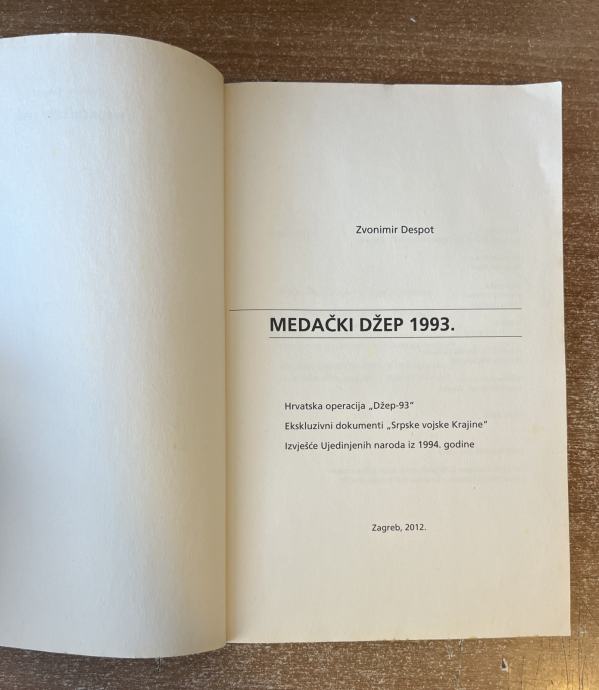 Zvonimir Despot
MEDAČKI DŽEP 1993.
Hrvatska operacija „Džep-93“
Ekskluzivni dokumenti „Srpske vojske Krajine“
Izvješće Ujedinjenih naroda iz 1994. godine
Zagreb, 2012.